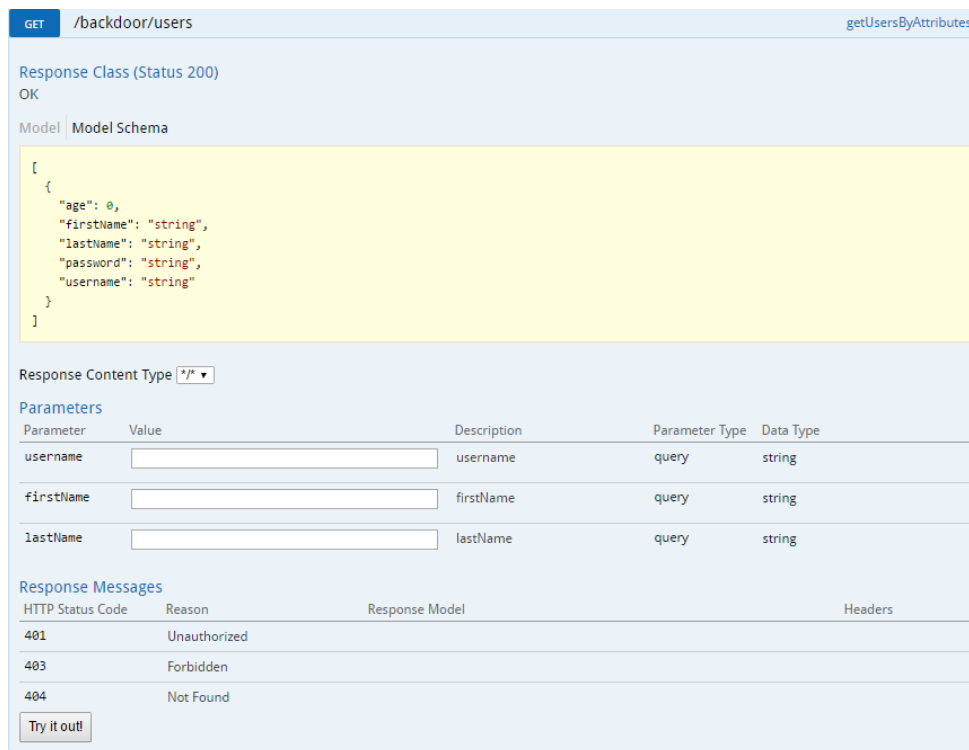 GET /backdoor/users getUsersByAttributes
Response Class (Status 200)
OK
Model Model Schema
[
{
"age": 0,
"firstName": "string",
"lastName": "string",
"password": "string",
"username": "string"
}
]
Response Content Type */* ▼
Parameters
Parameter Value Description Parameter Type Data Type
username username query string
firstName firstName query string
lastName lastName query string
Response Messages
HTTP Status Code Reason Response Model Headers
401 Unauthorized
403 Forbidden
404 Not Found
Try it out!